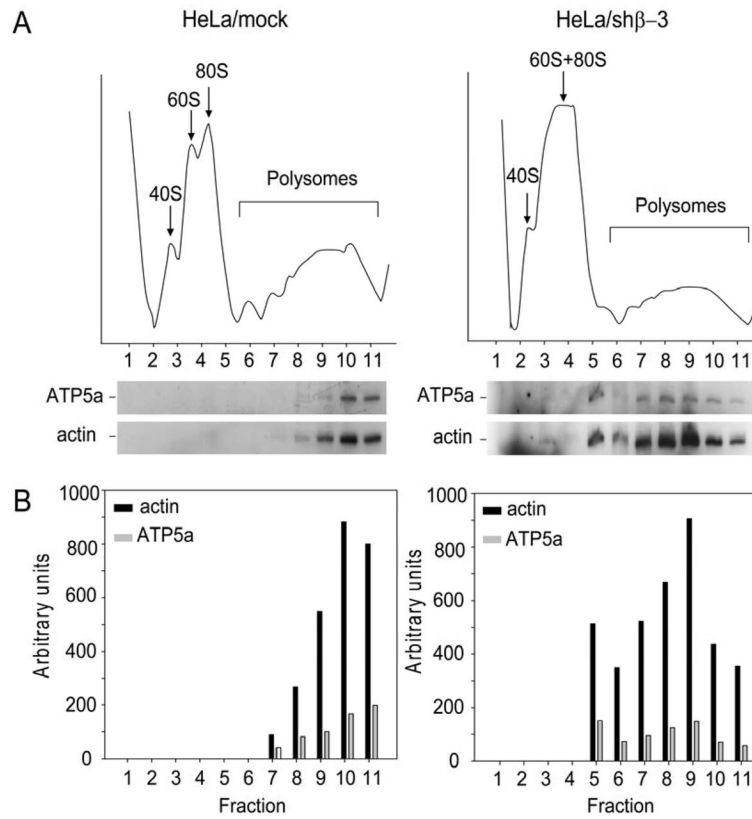 A
HeLa/mock
HeLa/shβ–3
60S+80S
80S
60S
40S
Polysomes
40S
Polysomes
1 2 3 4 5 6 7 8 9 10 11
1 2 3 4 5 6 7 8 9 10 11
ATP5a
actin
ATP5a
actin
B
1000
800
600
400
200
0
Arbitrary units
actin
ATP5a
1 2 3 4 5 6 7 8 9 10 11
Fraction
1000
800
600
400
200
0
Arbitrary units
actin
ATP5a
1 2 3 4 5 6 7 8 9 10 11
Fraction